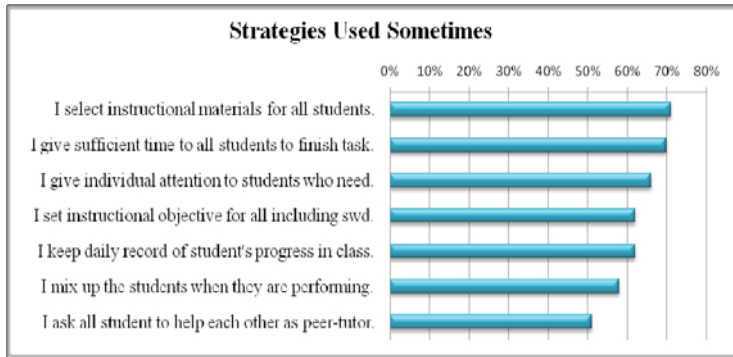 Strategies Used Sometimes
0% 10% 20% 30% 40% 50% 60% 70% 80%
I select instructional materials for all students.
I give sufficient time to all students to finish task.
I give individual attention to students who need.
I set instructional objective for all including swd.
I keep daily record of student's progress in class.
I mix up the students when they are performing.
I ask all student to help each other as peer-tutor.